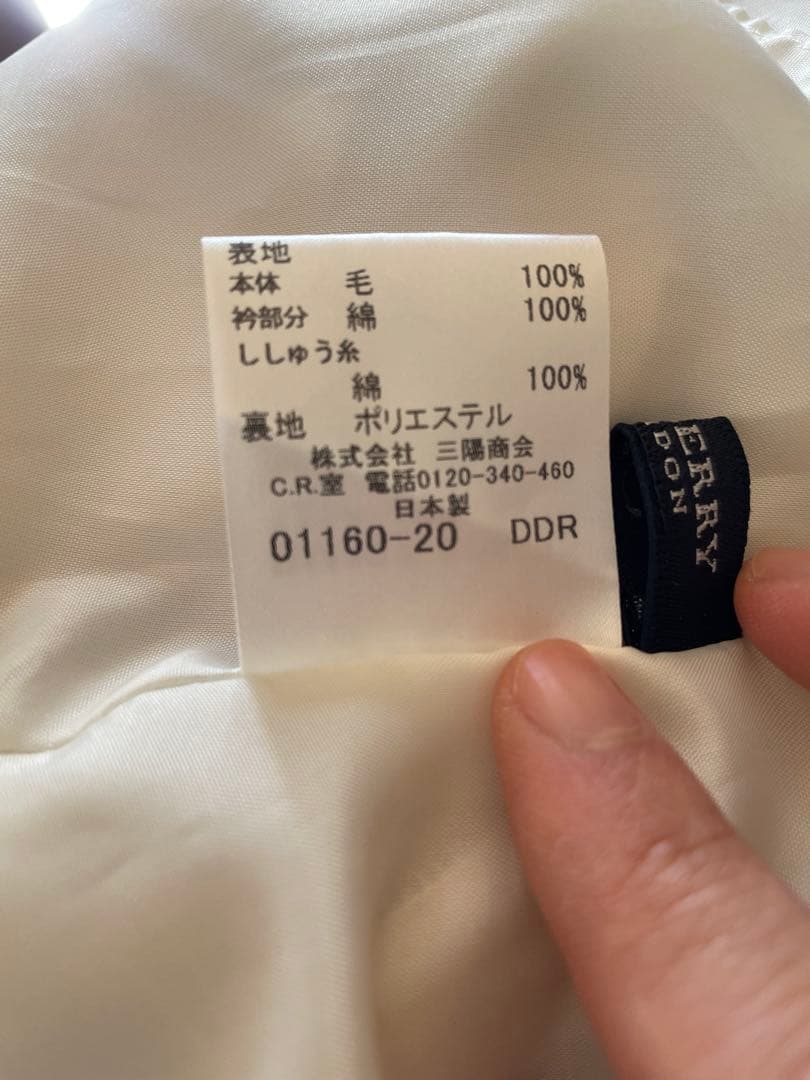 表地
本体 毛 100%
衿部分 綿 100%
ししゅう糸
綿 100%
裏地 ポリエステル
株式会社 三陽商会
C.R.室 電話0120-340-460
日本製
01160-20 DDR
ERRY
DON